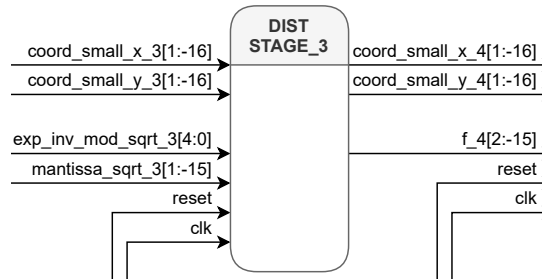 DIST
STAGE_3
coord_small_x_3[1:-16]
coord_small_y_3[1:-16]
exp_inv_mod_sqrt_3[4:0]
mantissa_sqrt_3[1:-15]
reset
clk
coord_small_x_4[1:-16]
coord_small_y_4[1:-16]
f_4[2:-15]
reset
clk